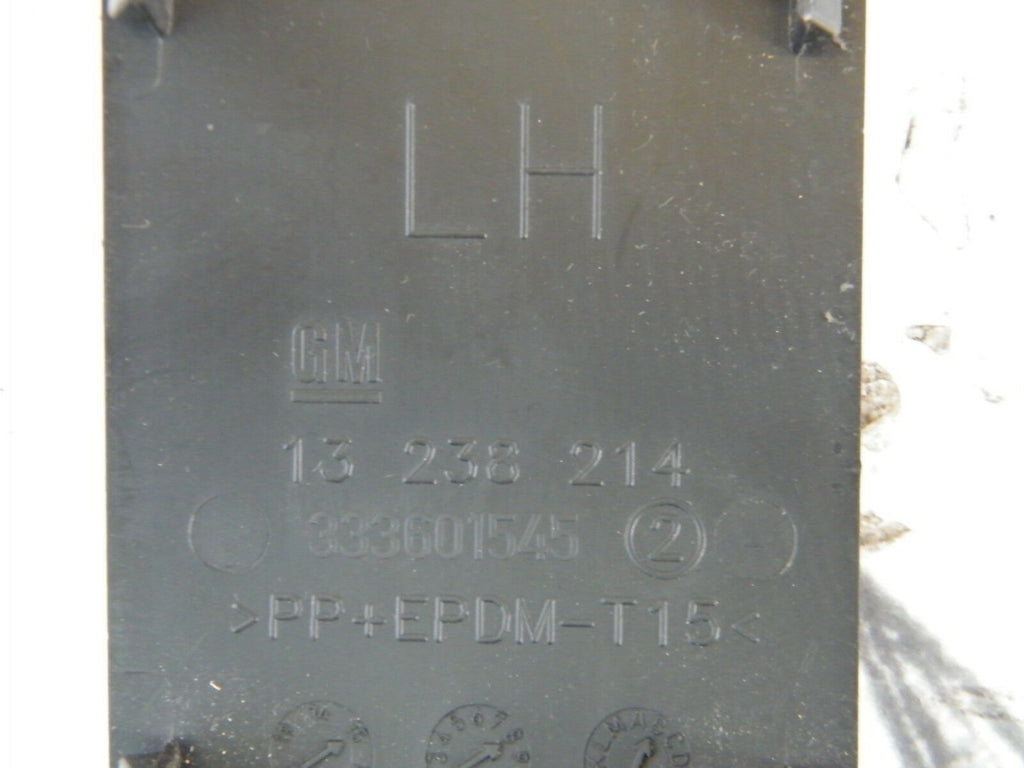 LH
GM
13 238 214
333601545 2
>PP+EPDM-T15<